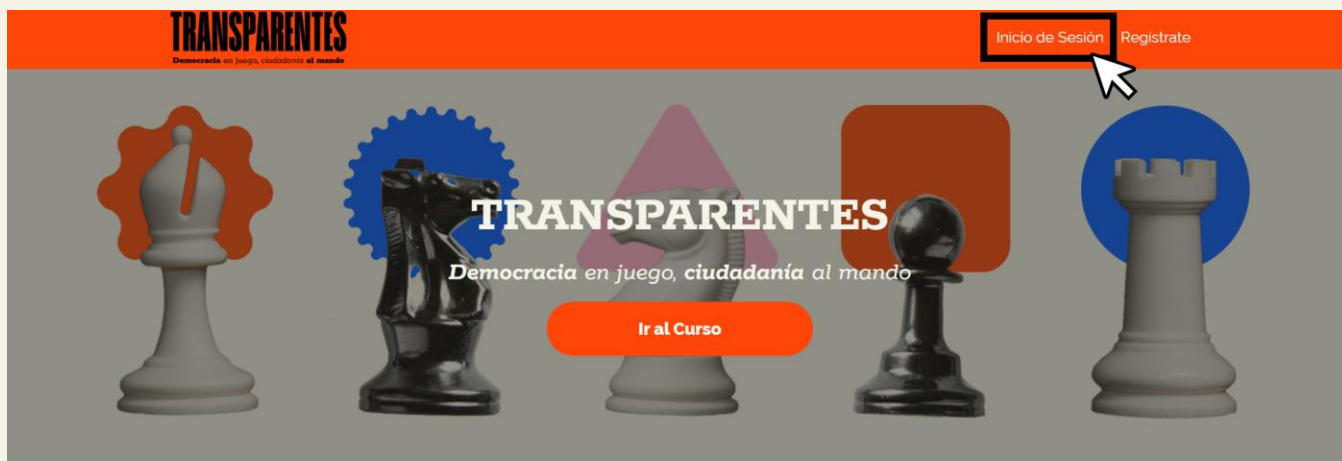 TRANSPARENTES
Democracia en juego, ciudadanía al mando
Inicio de Sesión
Regístrate
TRANSPARENTES
Democracia en juego, ciudadanía al mando
Ir al Curso